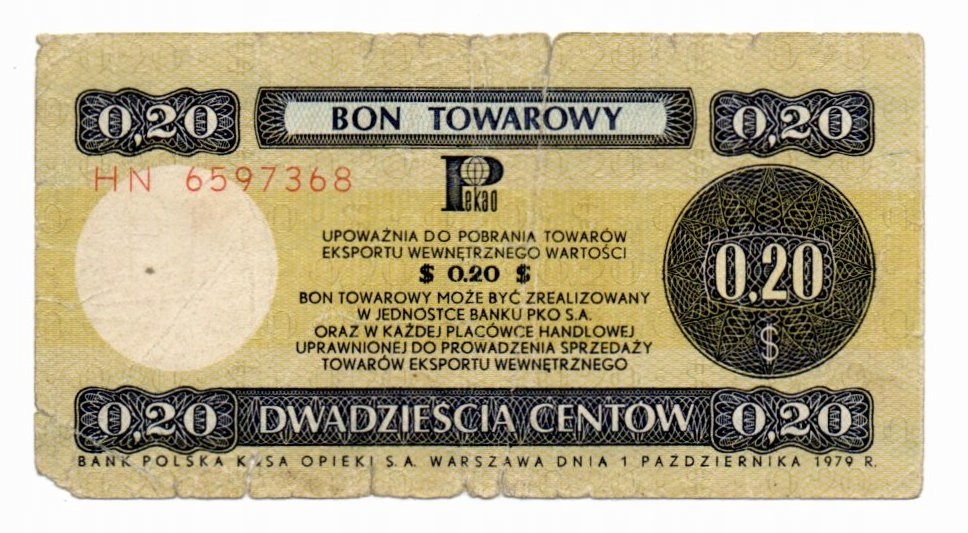 0,20 BON TOWAROWY 0,20
HN 6597368
Pekao
UPOWAŻNIA DO POBRANIA TOWARÓW
EKSPORTU WEWNĘTRZNEGO WARTOŚCI
$ 0.20 $
BON TOWAROWY MOŻE BYĆ ZREALIZOWANY
W JEDNOSTCE BANKU PKO S.A.
ORAZ W KAŻDEJ PLACÓWCE HANDLOWEJ
UPRAWNIONEJ DO PROWADZENIA SPRZEDAŻY
TOWARÓW EKSPORTU WEWNĘTRZNEGO
0.20
$
0,20 DWADZIEŚCIA CENTÓW 0,20
BANK POLSKA KASA OPIEKI S.A. WARSZAWA DNIA 1 PAŹDZIERNIKA 1979 R.